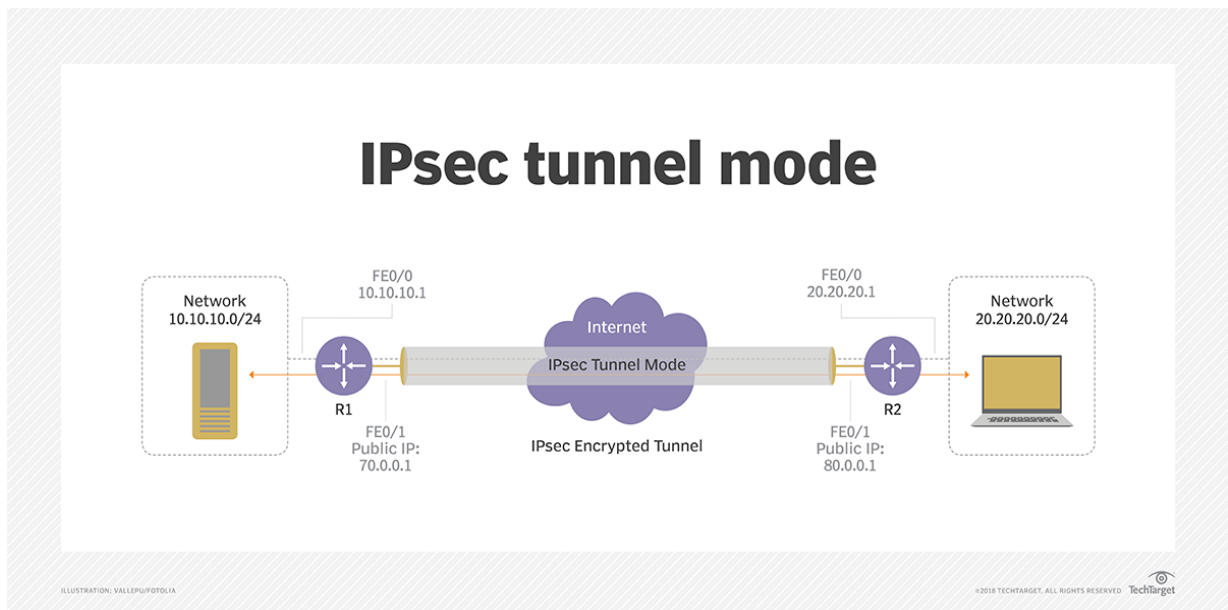 IPsec tunnel mode
Network
10.10.10.0/24
FE0/0
10.10.10.1
R1
FE0/1
Public IP:
70.0.0.1
Internet
IPsec Tunnel Mode
IPsec Encrypted Tunnel
FE0/0
20.20.20.1
R2
FE0/1
Public IP:
80.0.0.1
Network
20.20.20.0/24
ILLUSTRATION: VALLEPU/FOTOLIA
©2018 TECHTARGET. ALL RIGHTS RESERVED TechTarget